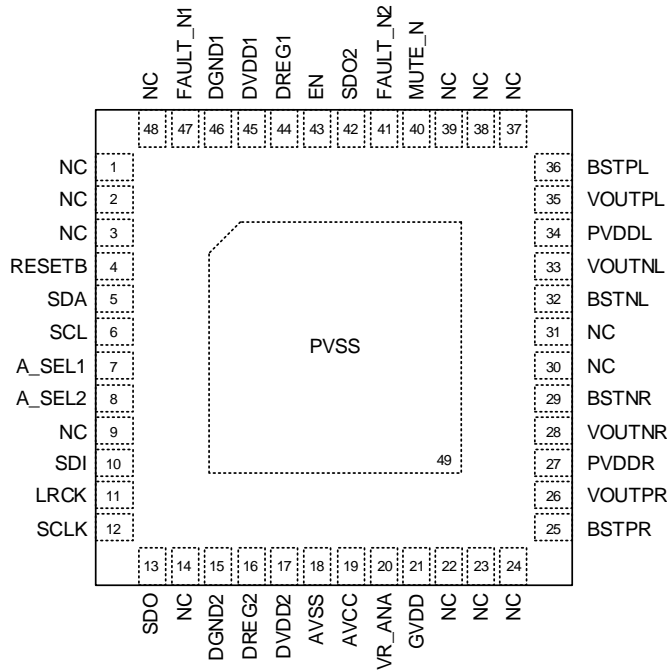 NC FAULT_N1 DGND1 DVDD1 DREG1 EN SDO2 FAULT_N2 MUTE_N NC NC NC
48 47 46 45 44 43 42 41 40 39 38 37
NC 1
NC 2
NC 3
RESETB 4
SDA 5
SCL 6
A_SEL1 7
A_SEL2 8
NC 9
SDI 10
LRCK 11
SCLK 12
PVSS
49
36 BSTPL
35 VOUTPL
34 PVDDL
33 VOUTNL
32 BSTNL
31 NC
30 NC
29 BSTNR
28 VOUTNR
27 PVDDR
26 VOUTPR
25 BSTPR
13 14 15 16 17 18 19 20 21 22 23 24
SDO NC DGND2 DREG2 DVDD2 AVSS AVCC VR_ANA GVDD NC NC NC